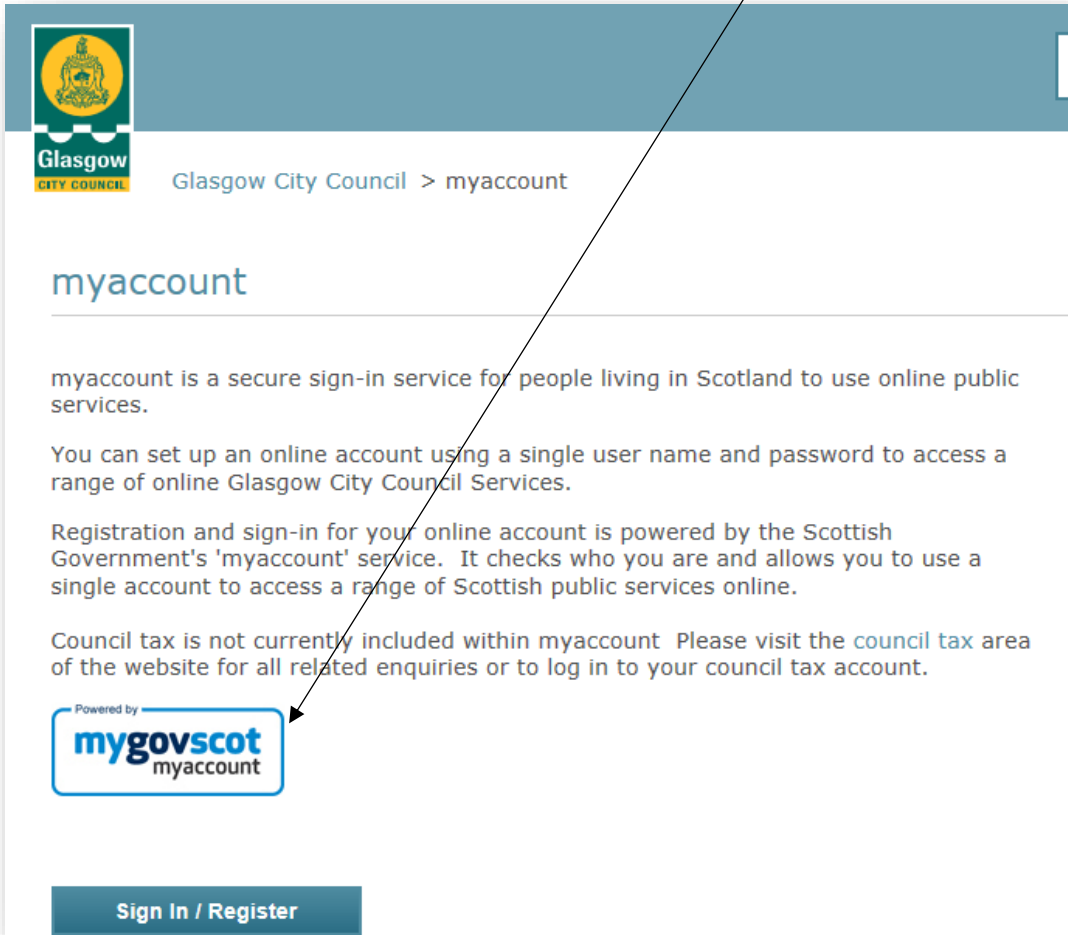 Glasgow
CITY COUNCIL
Glasgow City Council > myaccount
myaccount
myaccount is a secure sign-in service for people living in Scotland to use online public
services.
You can set up an online account using a single user name and password to access a
range of online Glasgow City Council Services.
Registration and sign-in for your online account is powered by the Scottish
Government's 'myaccount' service.  It checks who you are and allows you to use a
single account to access a range of Scottish public services online.
Council tax is not currently included within myaccount  Please visit the council tax area
of the website for all related enquiries or to log in to your council tax account.
Powered by
mygovscot
myaccount
Sign In / Register